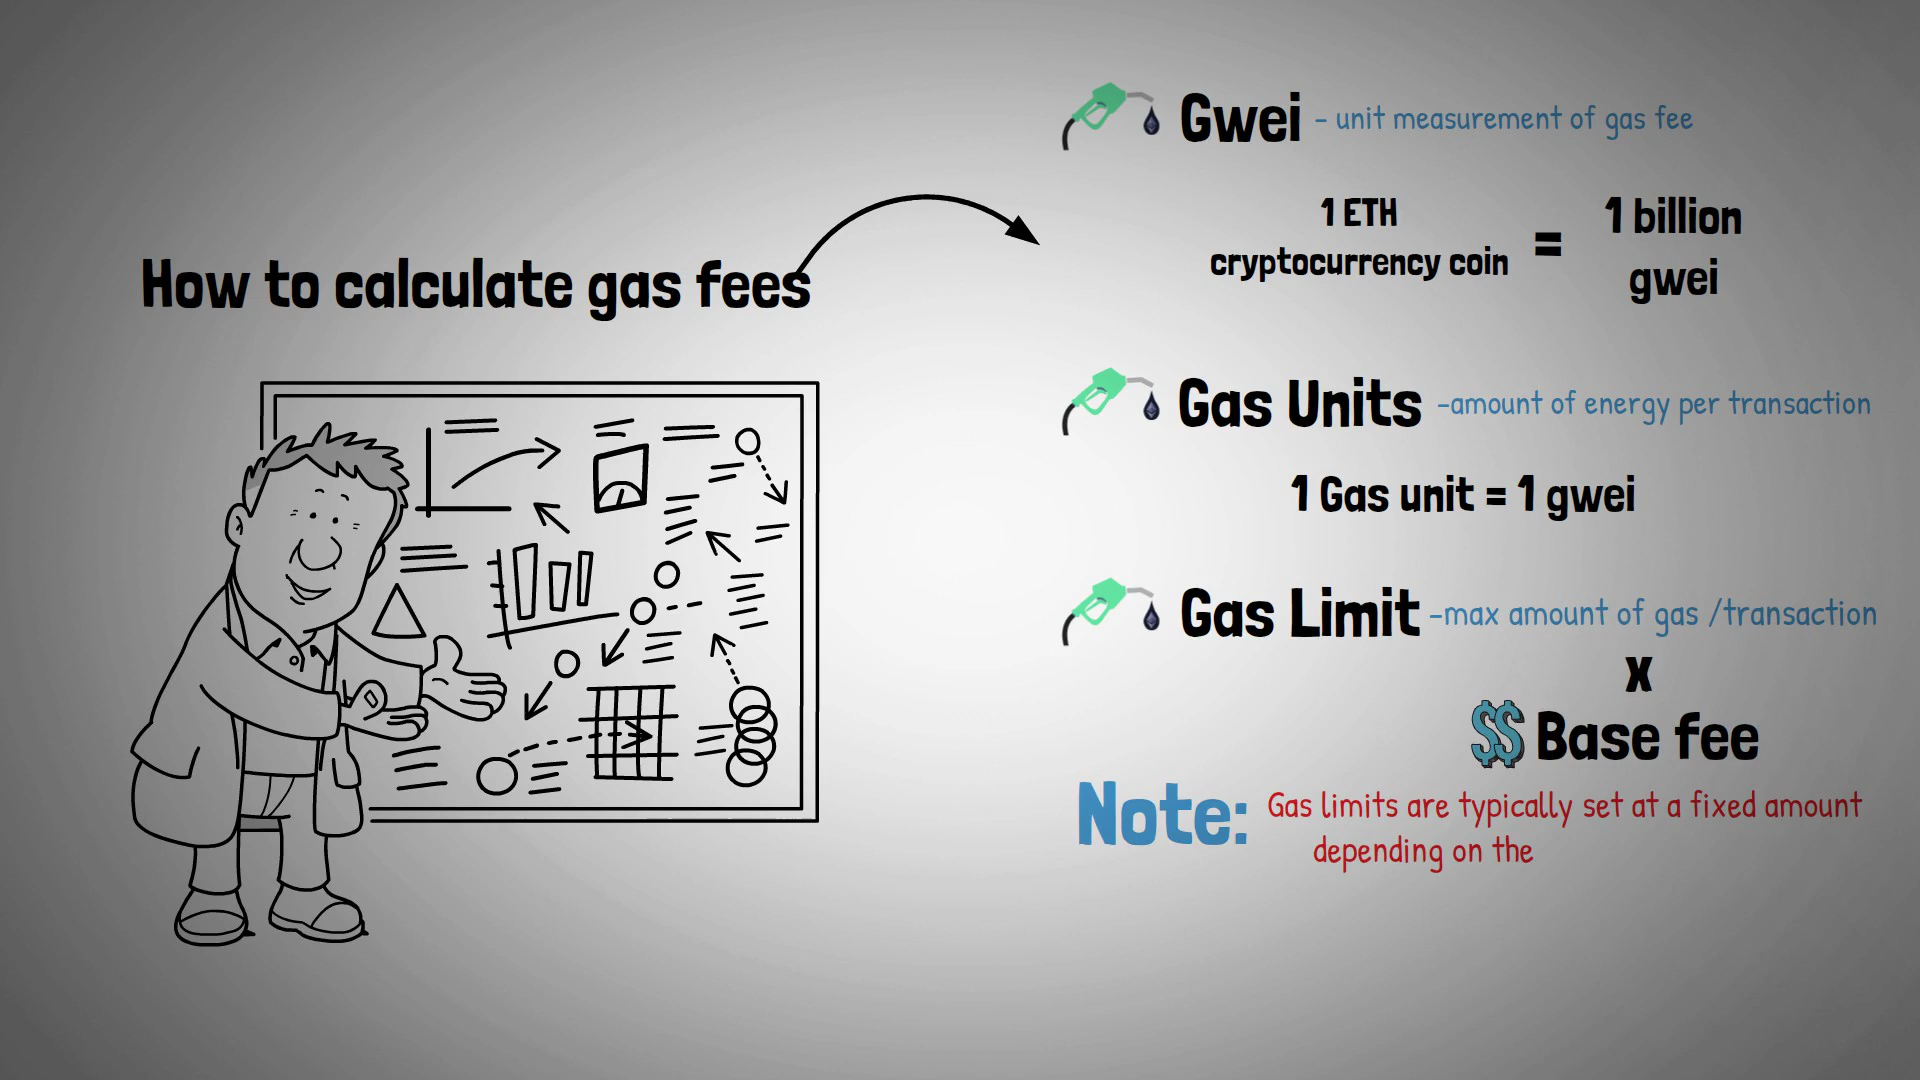 How to calculate gas fees
Gwei - unit measurement of gas fee
1 ETH
cryptocurrency coin = 1 billion
gwei
Gas Units -amount of energy per transaction
1 Gas unit = 1 gwei
Gas Limit -max amount of gas /transaction
x
$$ Base fee
Note: Gas limits are typically set at a fixed amount
depending on the